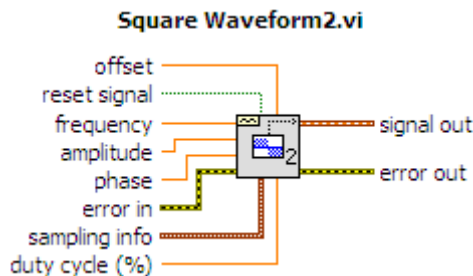 Square Waveform2.vi
offset
reset signal
frequency
amplitude
phase
error in
sampling info
duty cycle (%)
2
signal out
error out